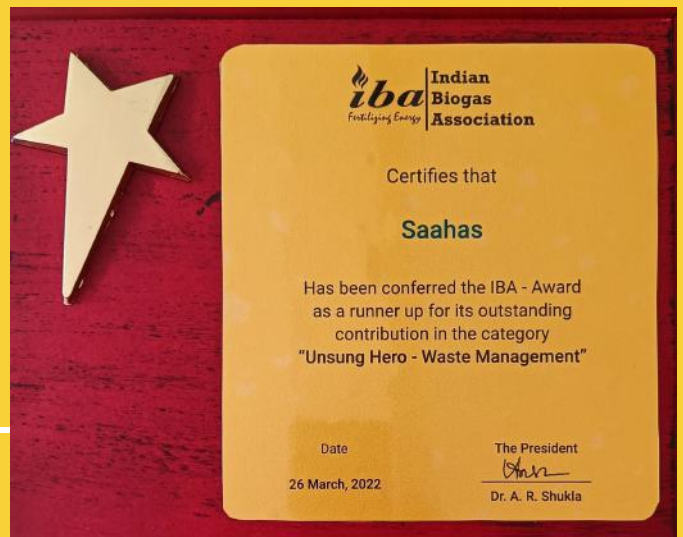 iba
Fertilizing Energy
Indian
Biogas
Association
Certifies that
Saahas
Has been conferred the IBA - Award
as a runner up for its outstanding
contribution in the category
"Unsung Hero - Waste Management"
Date
26 March, 2022
The President
Dr. A. R. Shukla